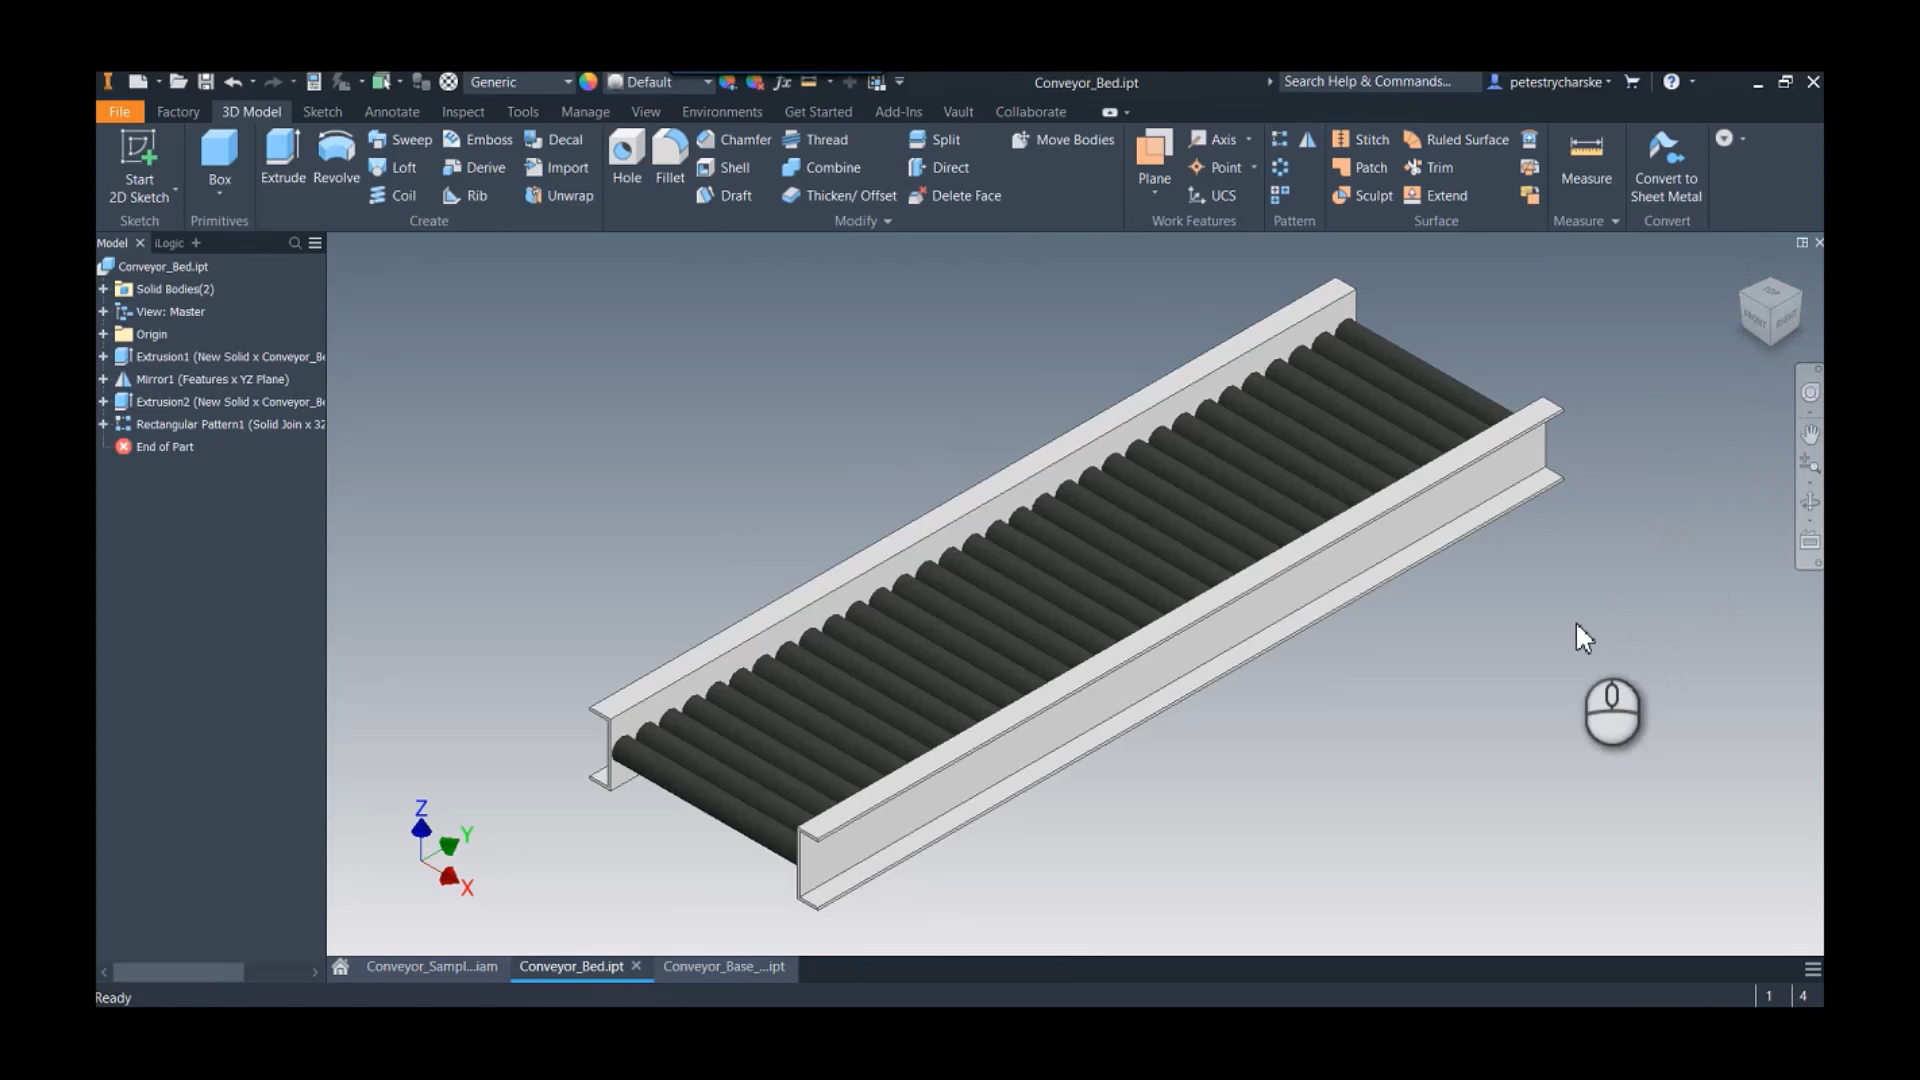 Generic
Default
fx
Conveyor_Bed.ipt
Search Help & Commands...
petestrycharske
File
Factory
3D Model
Sketch
Annotate
Inspect
Tools
Manage
View
Environments
Get Started
Add-Ins
Vault
Collaborate
Start
2D Sketch
Box
Extrude
Revolve
Sweep
Loft
Coil
Emboss
Derive
Rib
Decal
Import
Unwrap
Hole
Fillet
Chamfer
Shell
Draft
Thread
Combine
Thicken/ Offset
Split
Direct
Delete Face
Move Bodies
Plane
Axis
Point
UCS
Stitch
Patch
Sculpt
Ruled Surface
Trim
Extend
Measure
Convert to
Sheet Metal
Sketch
Primitives
Create
Modify
Work Features
Pattern
Surface
Measure
Convert
Model
iLogic
Conveyor_Bed.ipt
Solid Bodies(2)
View: Master
Origin
Extrusion1 (New Solid x Conveyor_Be
Mirror1 (Features x YZ Plane)
Extrusion2 (New Solid x Conveyor_Be
Rectangular Pattern1 (Solid Join x 32
End of Part
TOP
FRONT
RIGHT
Z
Y
X
Conveyor_Sampl...iam
Conveyor_Bed.ipt
Conveyor_Base_...ipt
Ready
1
4